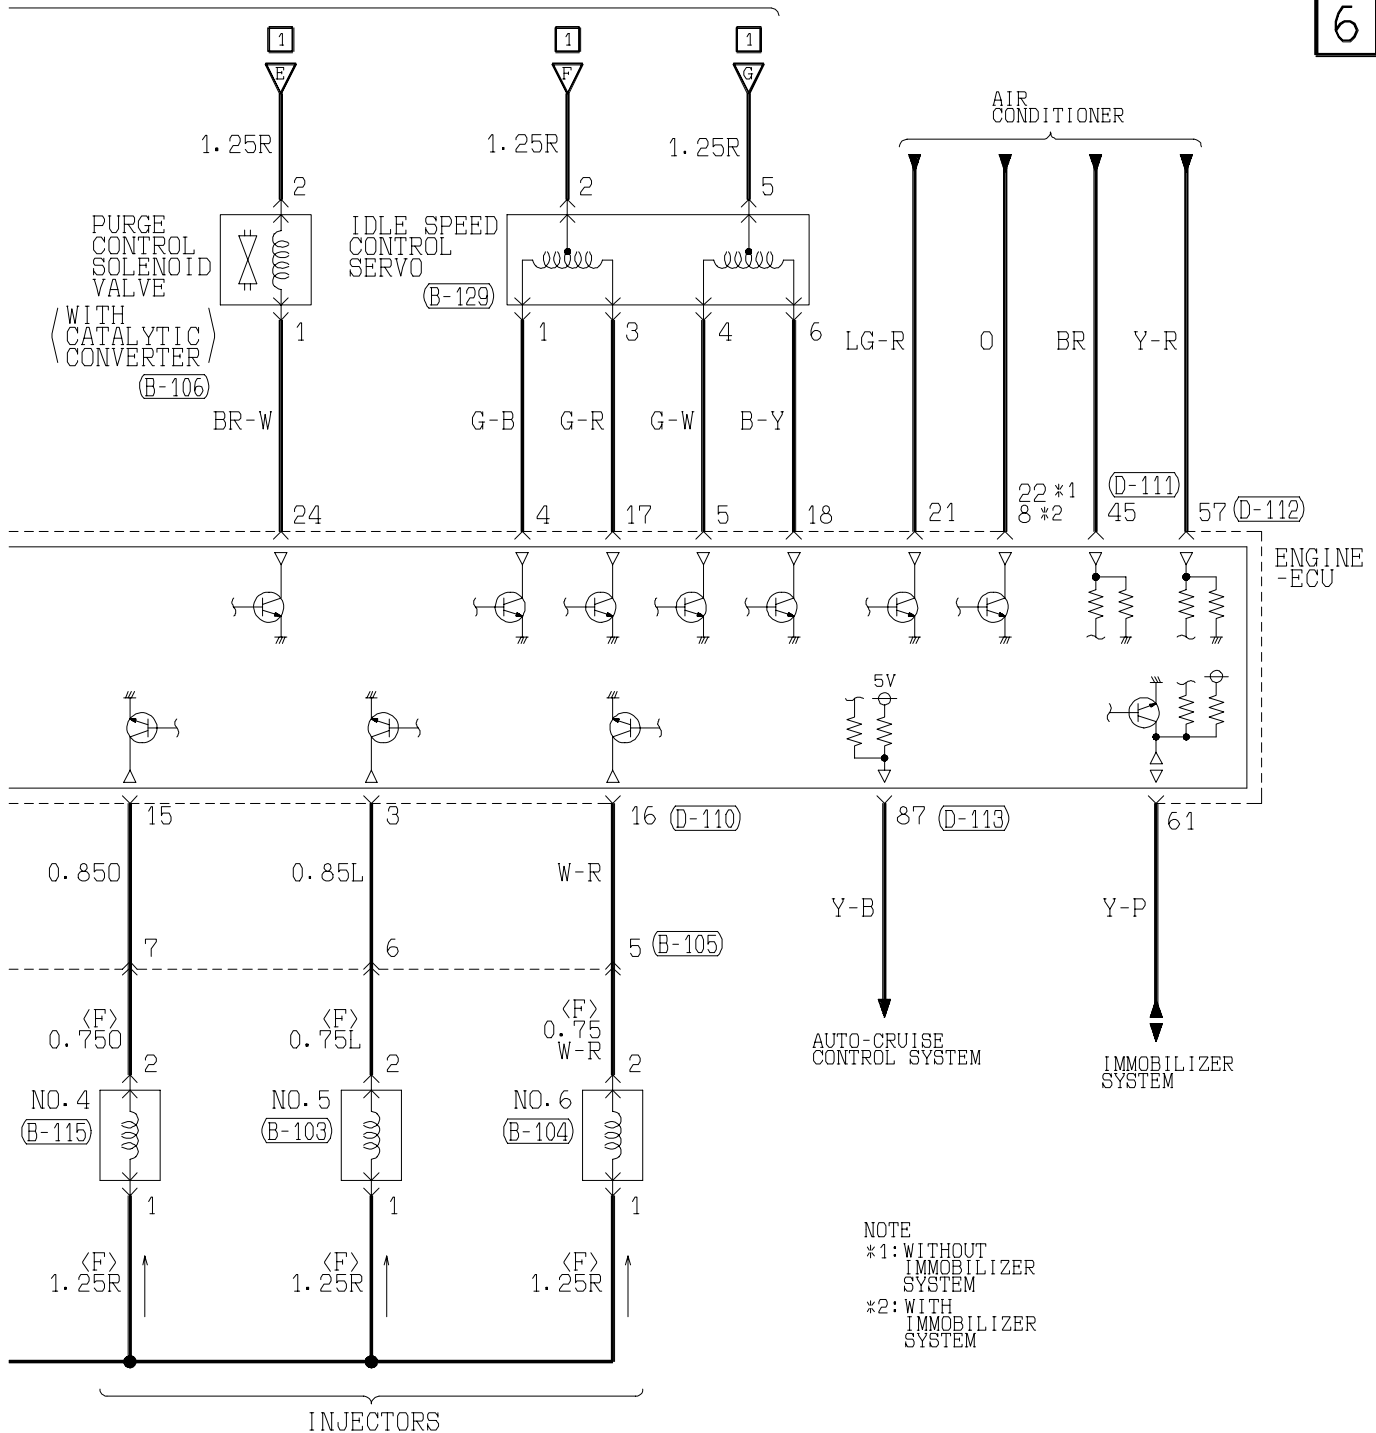 6
1
1
1
E
F
G
AIR
CONDITIONER
1.25R
1.25R
1.25R
2
2
5
PURGE
CONTROL
SOLENOID
VALVE
WITH
CATALYTIC
CONVERTER
B-106
IDLE SPEED
CONTROL
SERVO
B-129
1
1
3
4
6
LG-R
O
BR
Y-R
BR-W
G-B
G-R
G-W
B-Y
24
4
17
5
18
21
22 *1
8 *2
D-111
45
57
D-112
ENGINE
-ECU
5V
15
3
16
D-110
87
D-113
61
0.85O
0.85L
W-R
Y-B
Y-P
7
6
5
B-105
<F>
0.75O
<F>
0.75L
<F>
0.75
W-R
AUTO-CRUISE
CONTROL SYSTEM
IMMOBILIZER
SYSTEM
2
2
2
NO.4
B-115
NO.5
B-103
NO.6
B-104
1
1
1
<F>
1.25R
<F>
1.25R
<F>
1.25R
NOTE
*1:WITHOUT
IMMOBILIZER
SYSTEM
*2:WITH
IMMOBILIZER
SYSTEM
INJECTORS